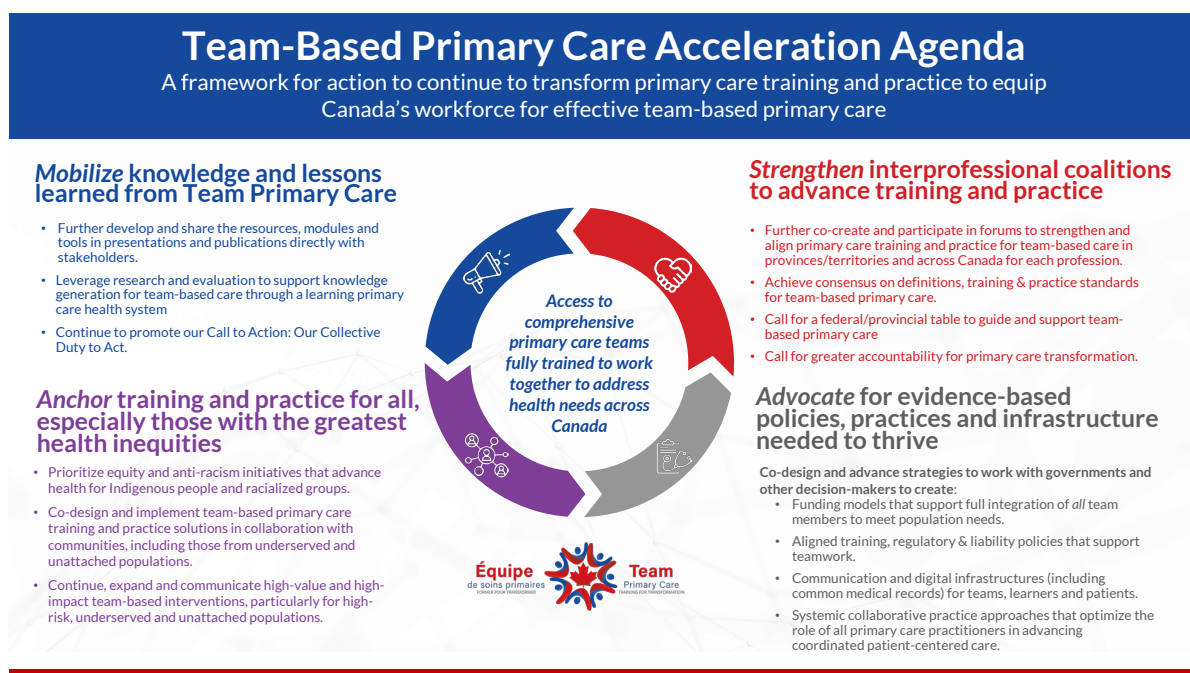 Team-Based Primary Care Acceleration Agenda
A framework for action to continue to transform primary care training and practice to equip
Canada's workforce for effective team-based primary care
Mobilize knowledge and lessons
learned from Team Primary Care
• Further develop and share the resources, modules and
tools in presentations and publications directly with
stakeholders.
• Leverage research and evaluation to support knowledge
generation for team-based care through a learning primary
care health system
• Continue to promote our Call to Action: Our Collective
Duty to Act.
Anchor training and practice for all,
especially those with the greatest
health inequities
• Prioritize equity and anti-racism initiatives that advance
health for Indigenous people and racialized groups.
• Co-design and implement team-based primary care
training and practice solutions in collaboration with
communities, including those from underserved and
unattached populations.
• Continue, expand and communicate high-value and high-
impact team-based interventions, particularly for high-
risk, underserved and unattached populations.
Access to
comprehensive
primary care teams
fully trained to work
together to address
health needs across
Canada
Équipe
de soins primaires
FORMER POUR TRANSFORMER
Team
Primary Care
TRAINING FOR TRANSFORMATION
Strengthen interprofessional coalitions
to advance training and practice
• Further co-create and participate in forums to strengthen and
align primary care training and practice for team-based care in
provinces/territories and across Canada for each profession.
• Achieve consensus on definitions, training & practice standards
for team-based primary care.
• Call for a federal/provincial table to guide and support team-
based primary care
• Call for greater accountability for primary care transformation.
Advocate for evidence-based
policies, practices and infrastructure
needed to thrive
Co-design and advance strategies to work with governments and
other decision-makers to create:
• Funding models that support full integration of all team
members to meet population needs.
• Aligned training, regulatory & liability policies that support
teamwork.
• Communication and digital infrastructures (including
common medical records) for teams, learners and patients.
• Systemic collaborative practice approaches that optimize the
role of all primary care practitioners in advancing
coordinated patient-centered care.